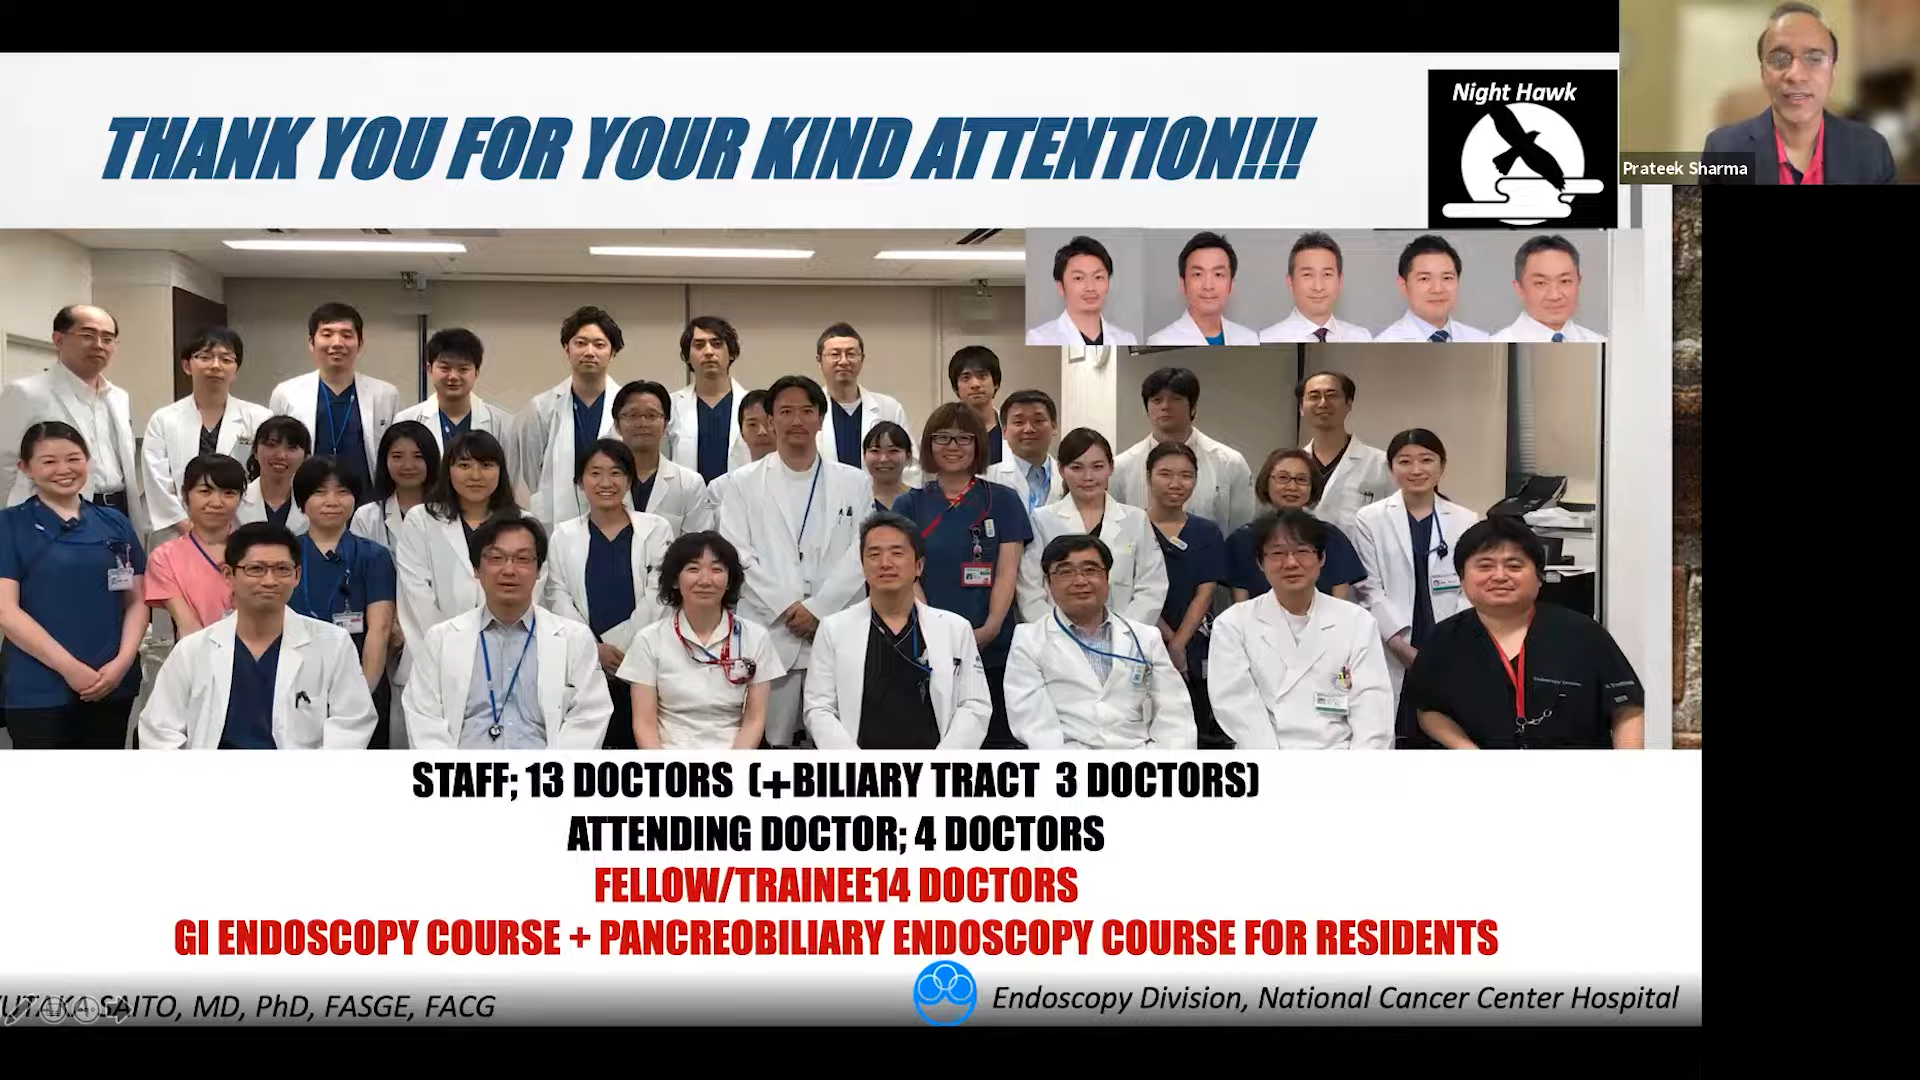 THANK YOU FOR YOUR KIND ATTENTION!!!
Night Hawk
Prateek Sharma
STAFF; 13 DOCTORS (+BILIARY TRACT 3 DOCTORS)
ATTENDING DOCTOR; 4 DOCTORS
FELLOW/TRAINEE14 DOCTORS
GI ENDOSCOPY COURSE + PANCREOBILIARY ENDOSCOPY COURSE FOR RESIDENTS
YUTAKA SAITO, MD, PhD, FASGE, FACG
Endoscopy Division, National Cancer Center Hospital